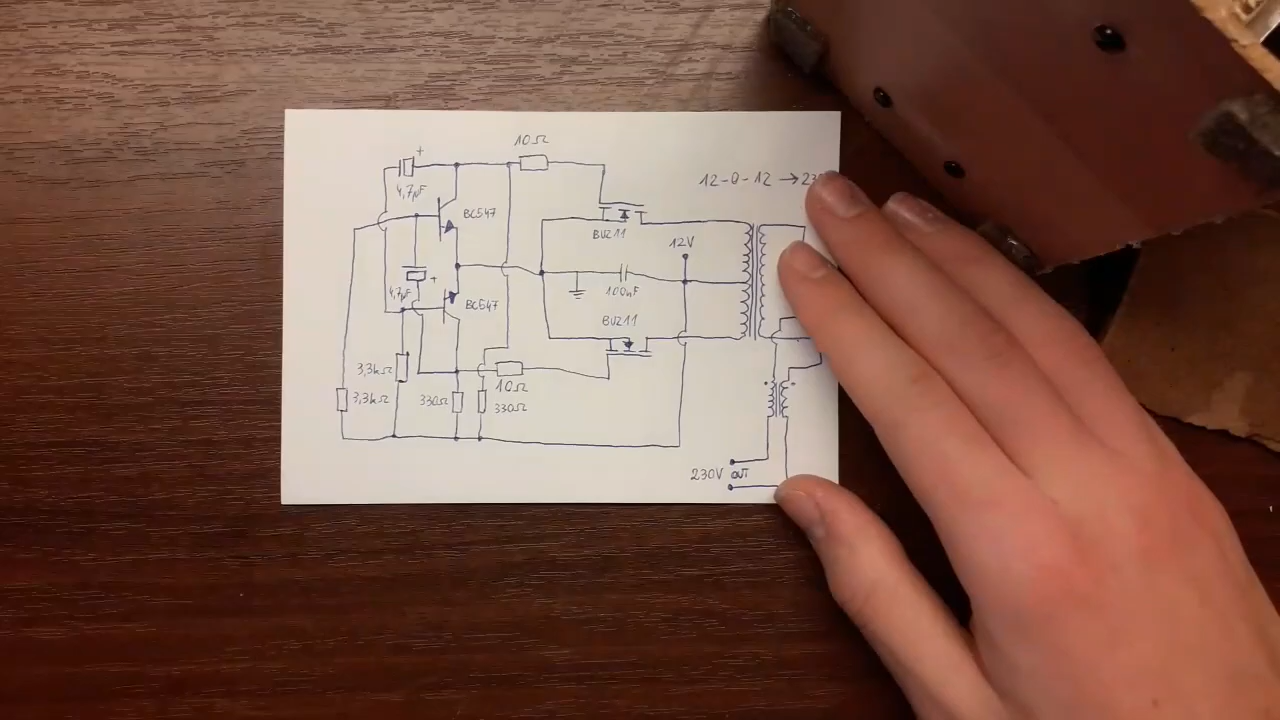 10Ω
+
4,7µF
12-0-12 →23
BC547
BUZ11
12V
+
4,7µF
100nF
BC547
BUZ11
3,3kΩ
10Ω
3,3kΩ
330Ω
330Ω
230V OUT